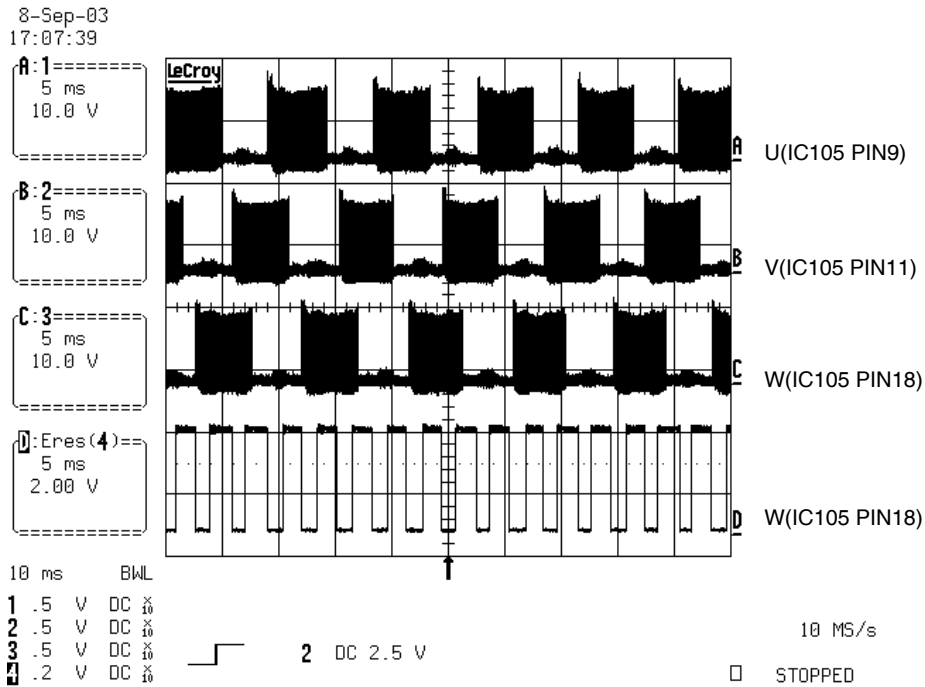 8-Sep-03
17:07:39
A:1
5 ms
10.0 V
B:2
5 ms
10.0 V
C:3
5 ms
10.0 V
D:Eres(4)
5 ms
2.00 V
LeCroy
A
U(IC105 PIN9)
B
V(IC105 PIN11)
C
W(IC105 PIN18)
D
W(IC105 PIN18)
10 ms BWL
1 .5 V DC X10
2 .5 V DC X10
3 .5 V DC X10
4 .2 V DC X10
2 DC 2.5 V
10 MS/s
STOPPED